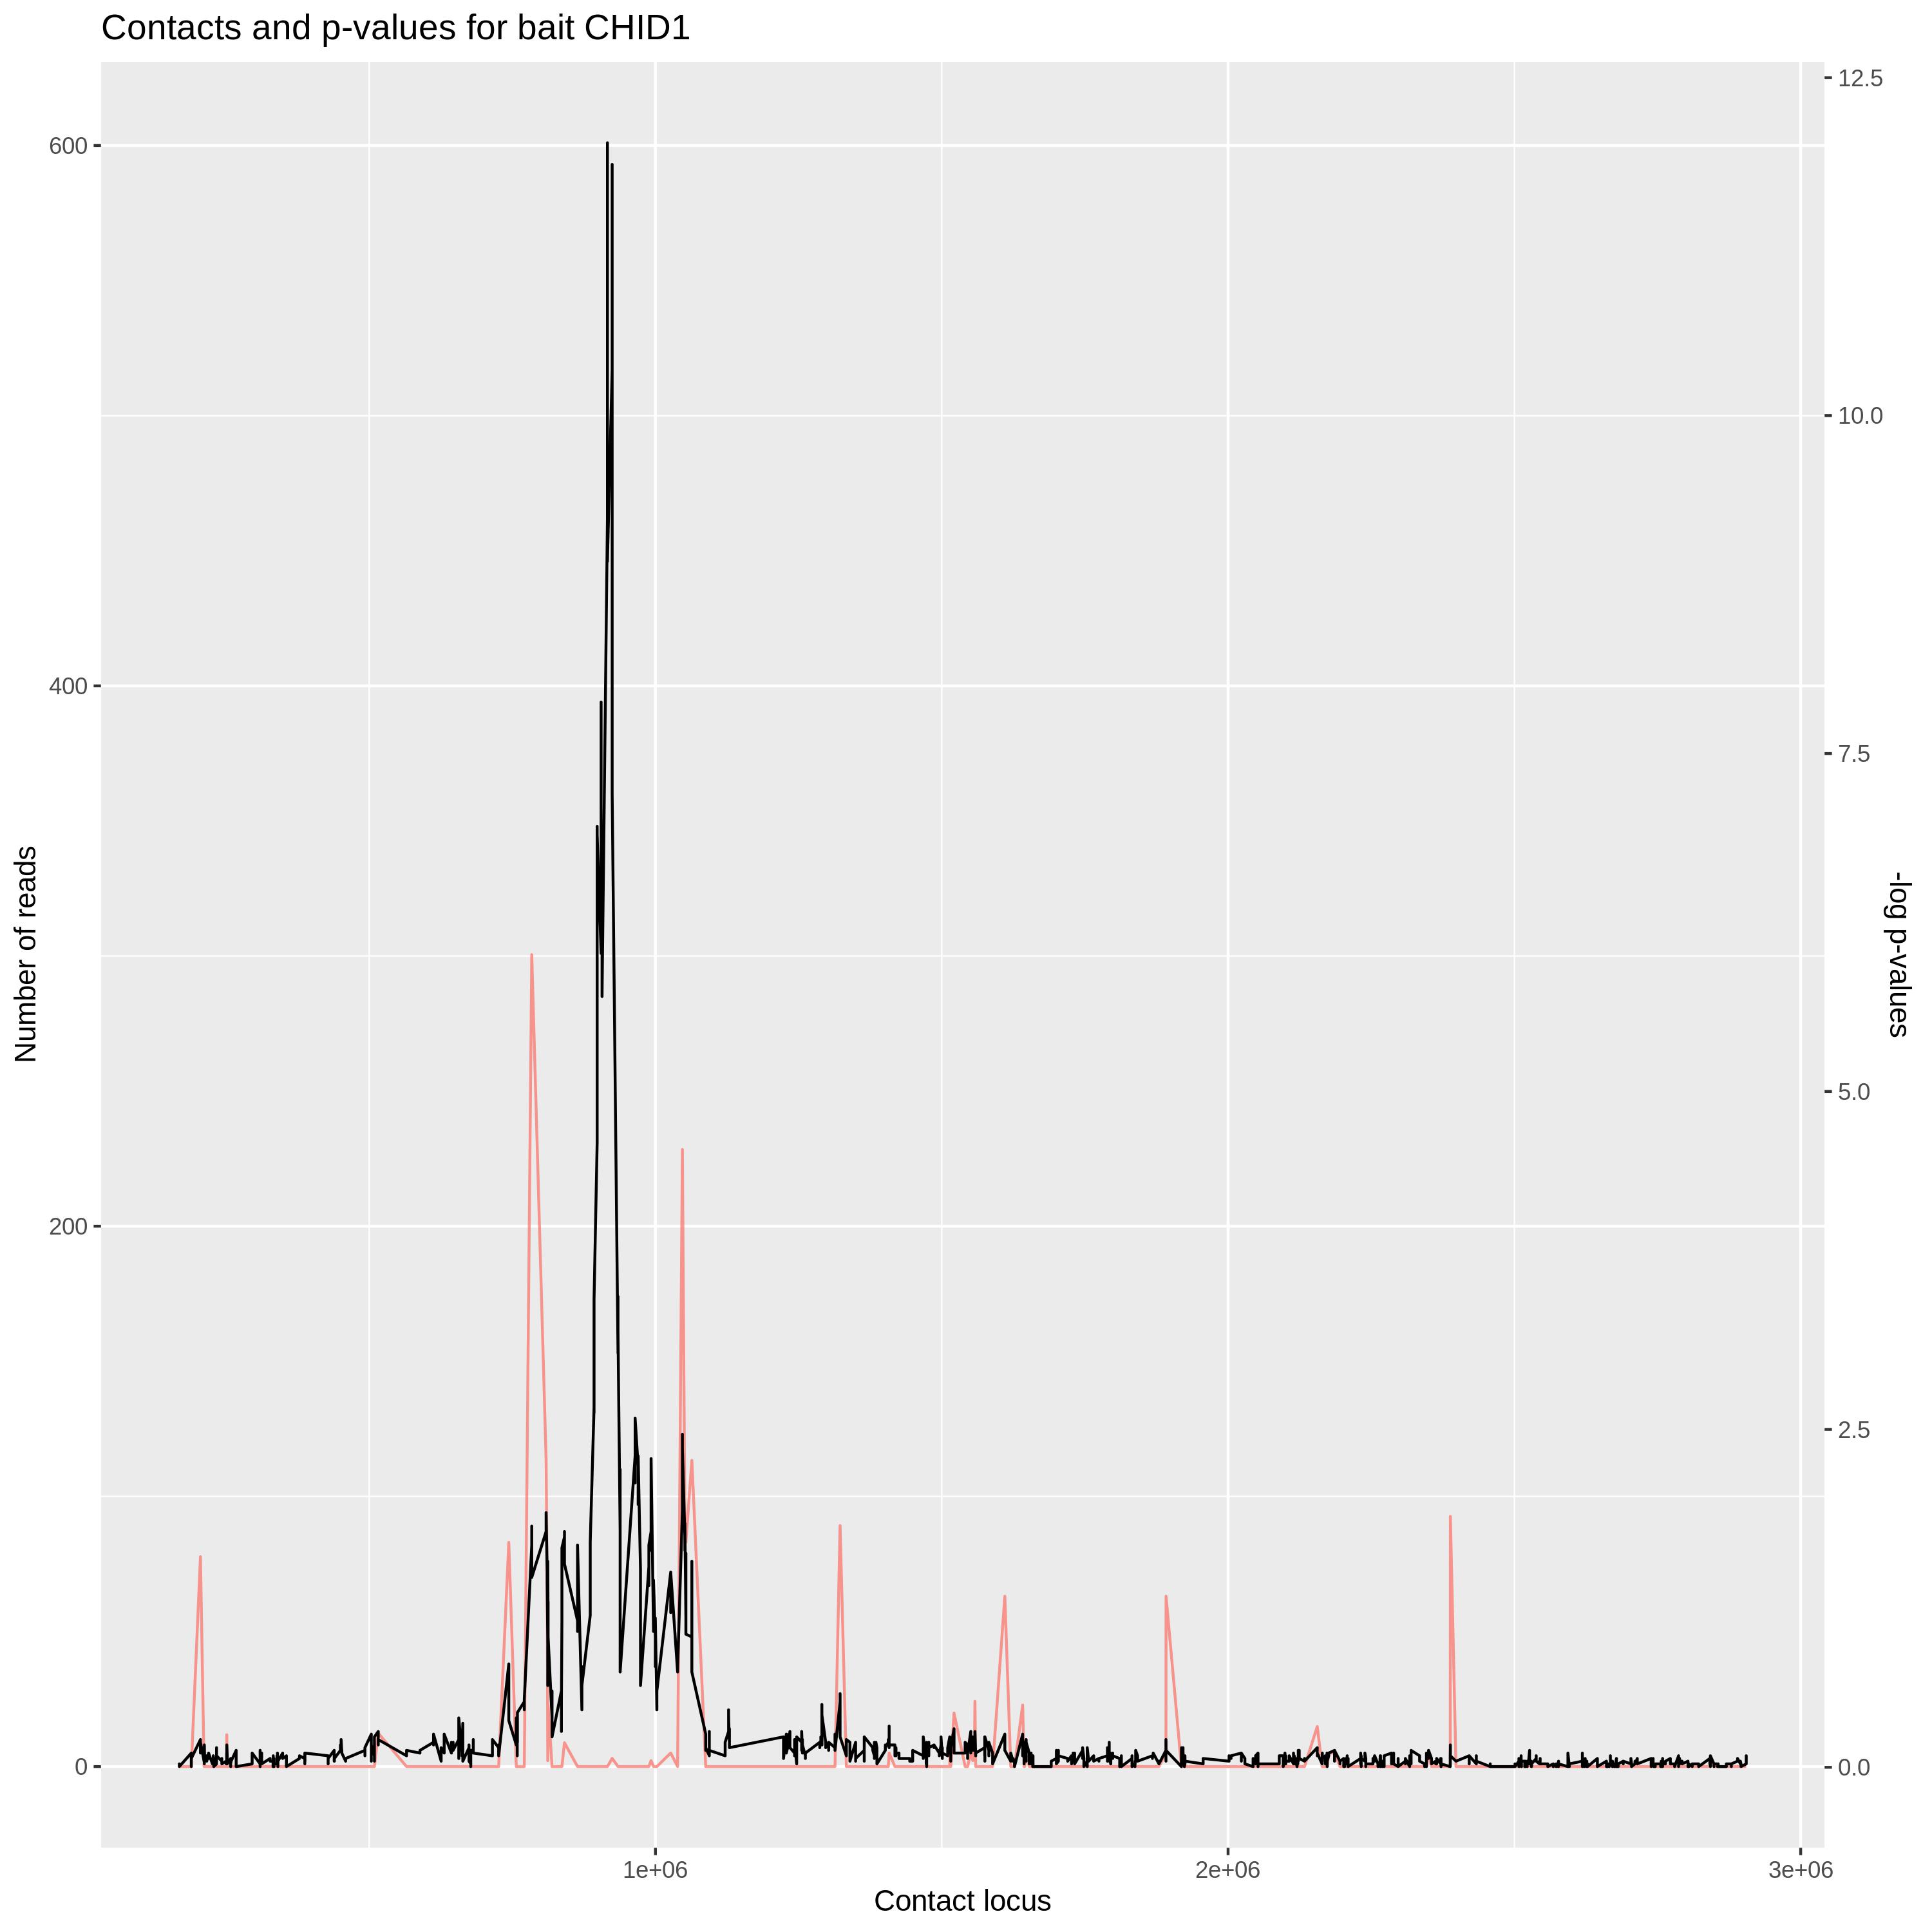 Contacts and p-values for bait CHID1
600
400
200
0
12.5
10.0
7.5
5.0
2.5
0.0
Number of reads
-log p-values
1e+06
2e+06
3e+06
Contact locus